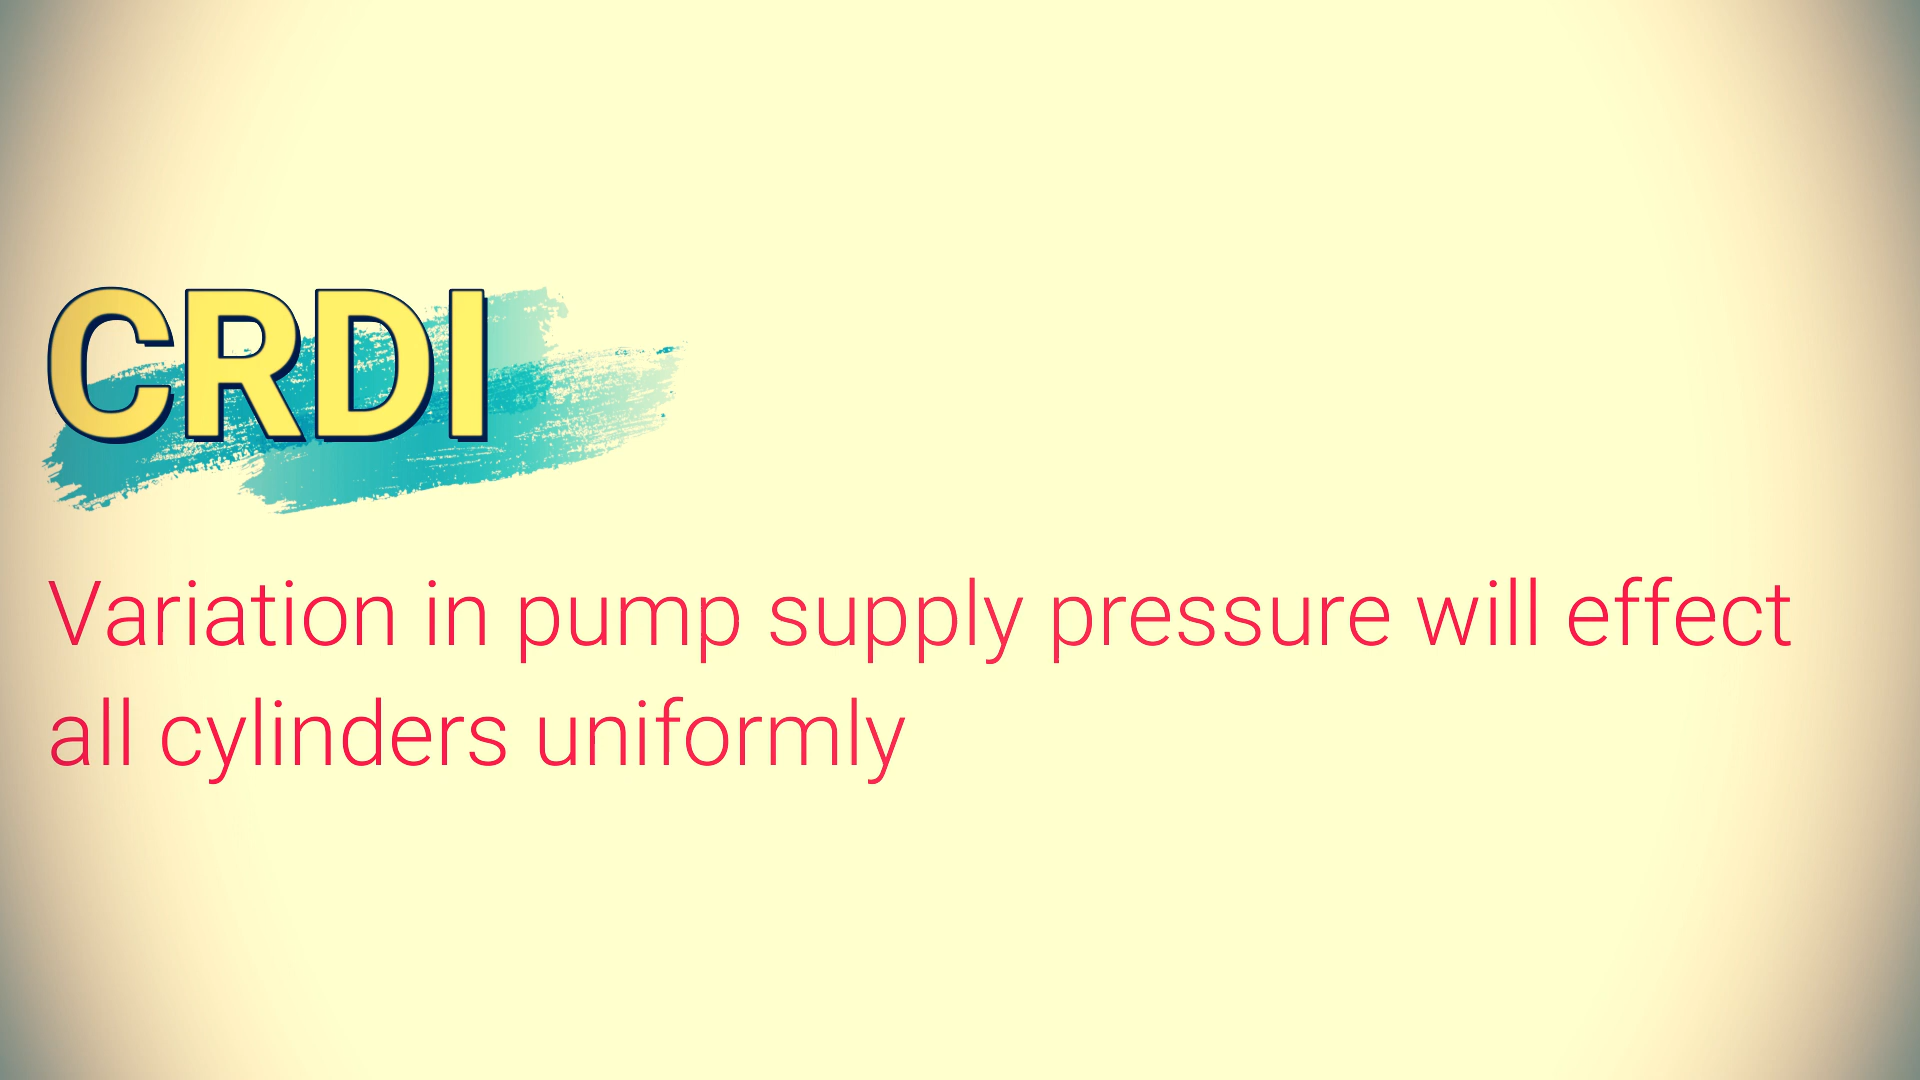 CRDI
Variation in pump supply pressure will effect
all cylinders uniformly